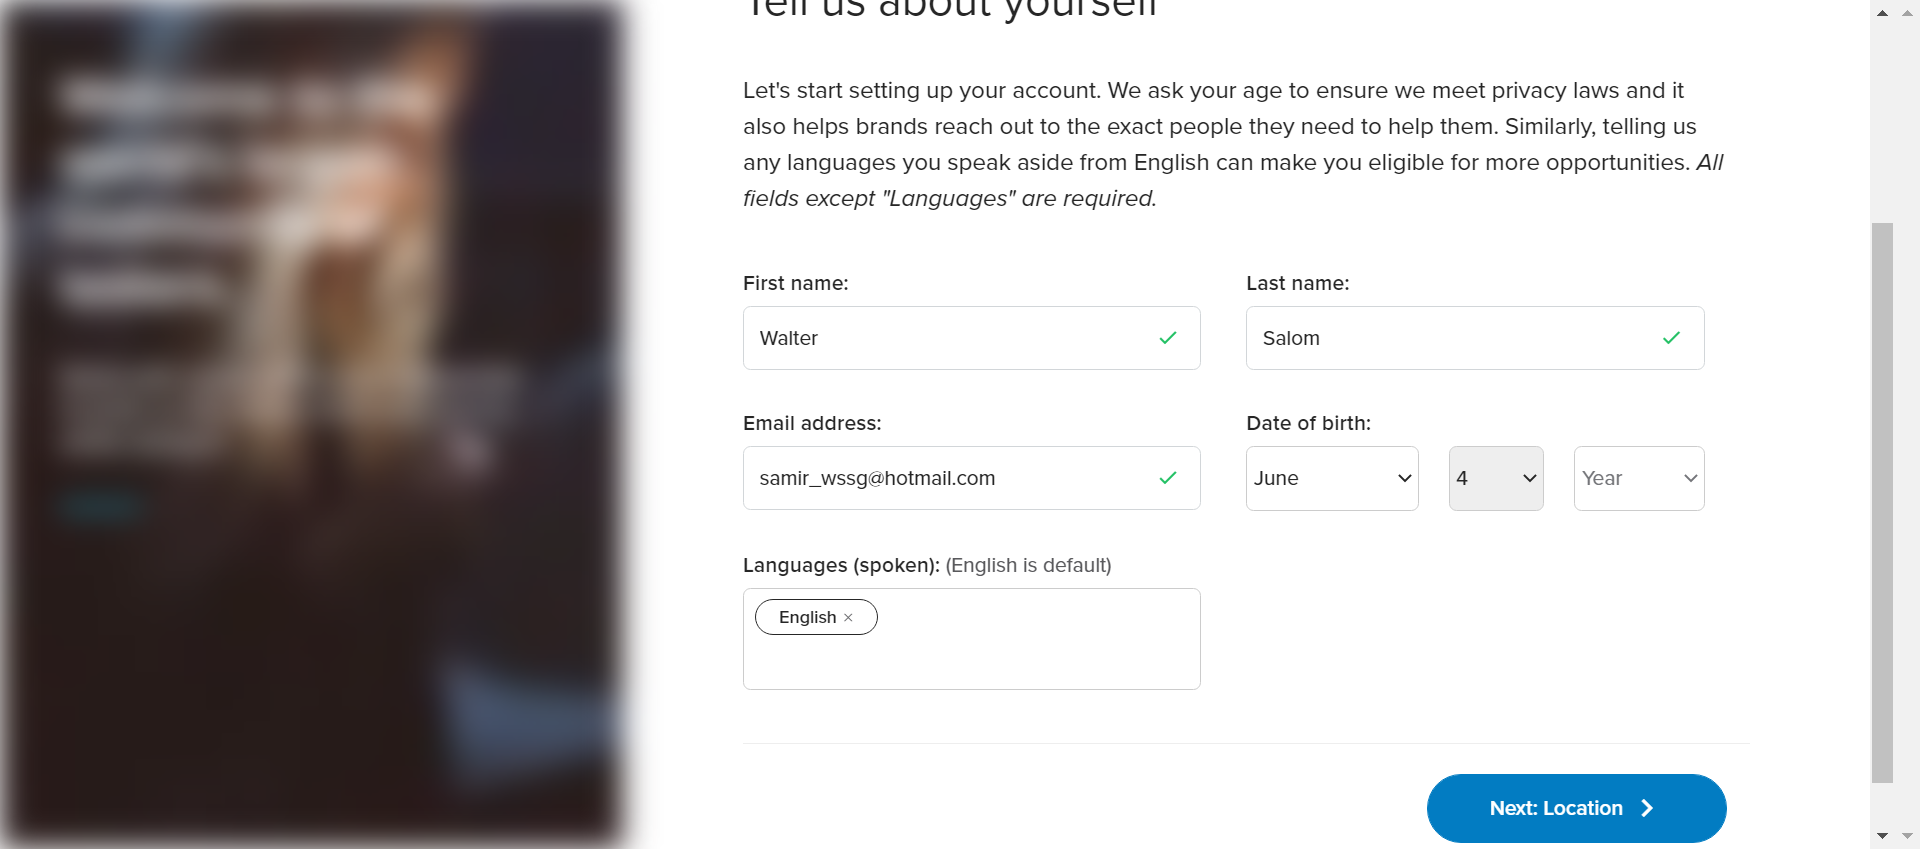 Tell us about yourself
Let's start setting up your account. We ask your age to ensure we meet privacy laws and it
also helps brands reach out to the exact people they need to help them. Similarly, telling us
any languages you speak aside from English can make you eligible for more opportunities. All
fields except "Languages" are required.
First name:
Last name:
Walter
Salom
Email address:
Date of birth:
samir_wssg@hotmail.com
June
4
Year
Languages (spoken): (English is default)
English ×
Next: Location